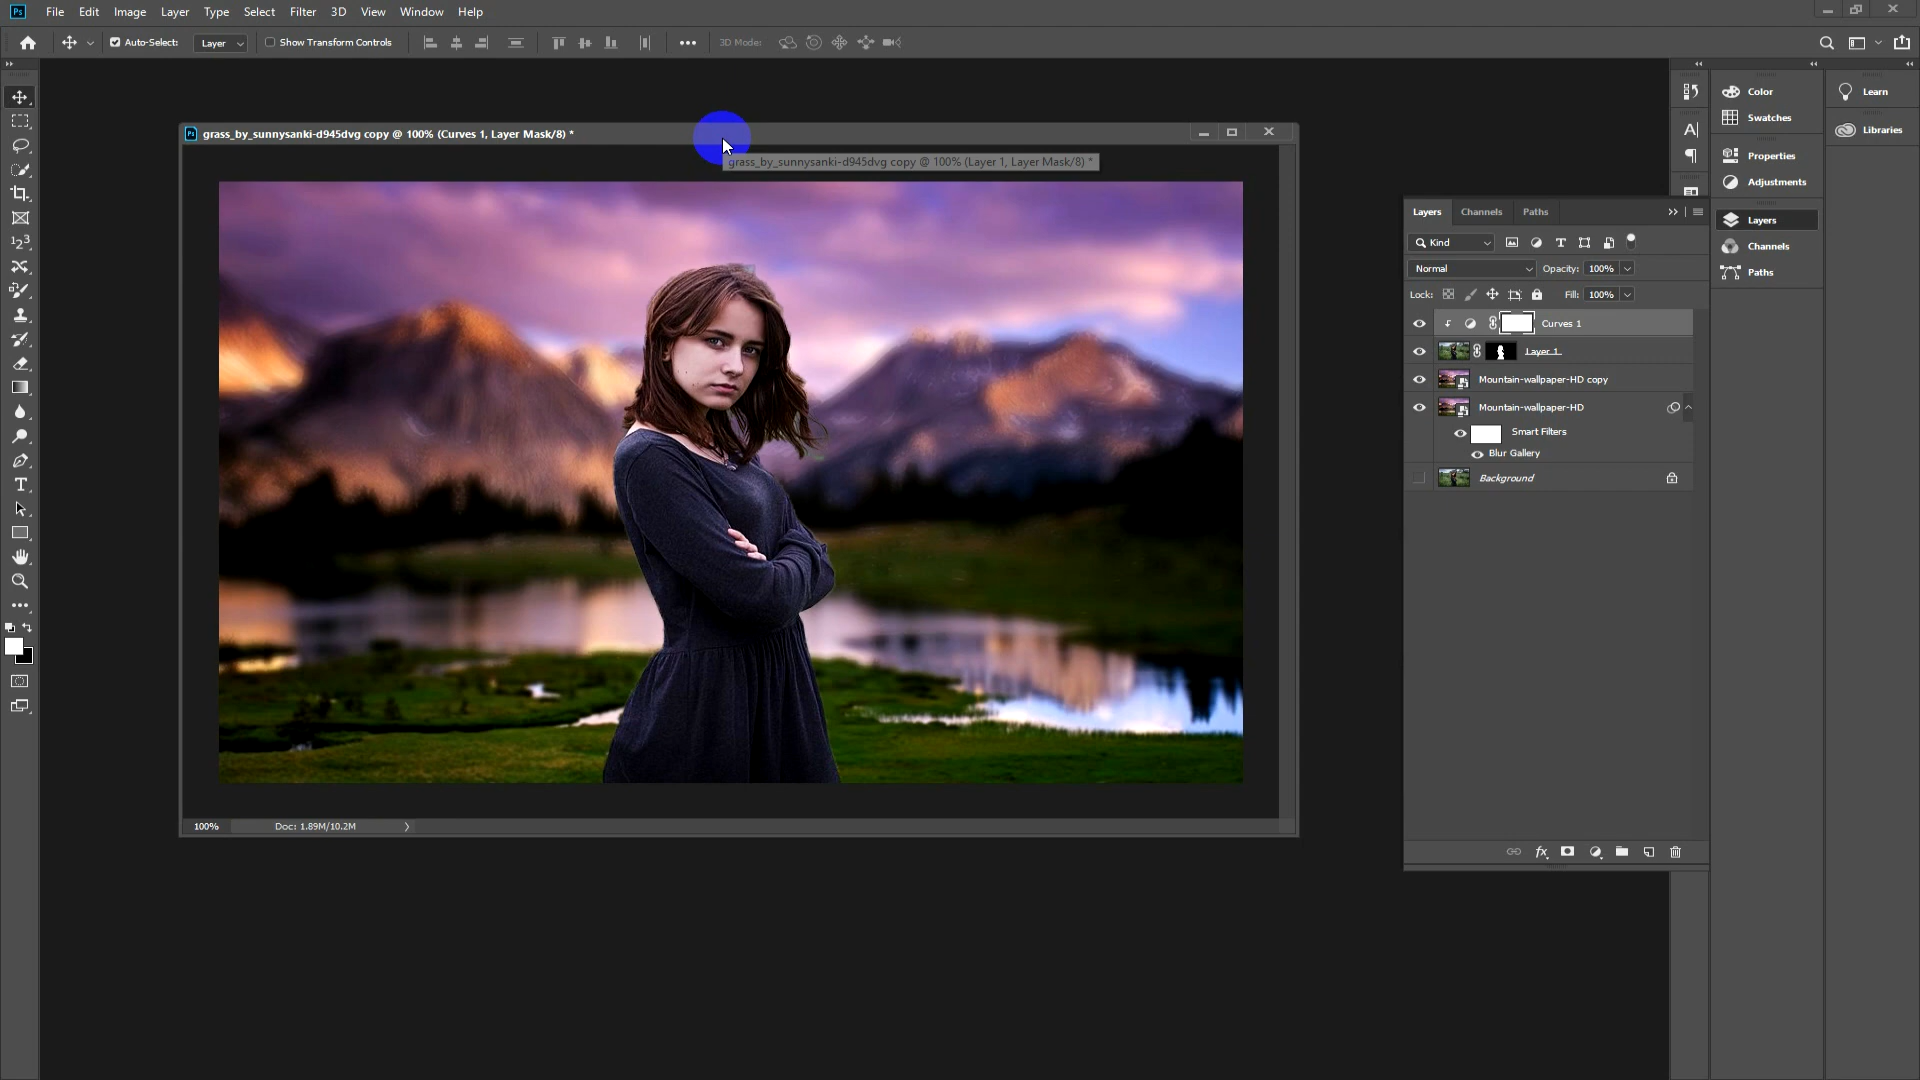 Ps File Edit Image Layer Type Select Filter 3D View Window Help
Auto-Select: Layer Show Transform Controls 3D Mode:
grass_by_sunnysanki-d945dvg copy @ 100% (Curves 1, Layer Mask/8) *
grass_by_sunnysanki-d945dvg copy @ 100% (Layer 1, Layer Mask/8) *
100% Doc: 1.89M/10.2M
Layers Channels Paths
Kind
Normal Opacity: 100%
Lock: Fill: 100%
Curves 1
Layer 1
Mountain-wallpaper-HD copy
Mountain-wallpaper-HD
Smart Filters
Blur Gallery
Background
fx
Color
Swatches
Properties
Adjustments
Layers
Channels
Paths
Learn
Libraries